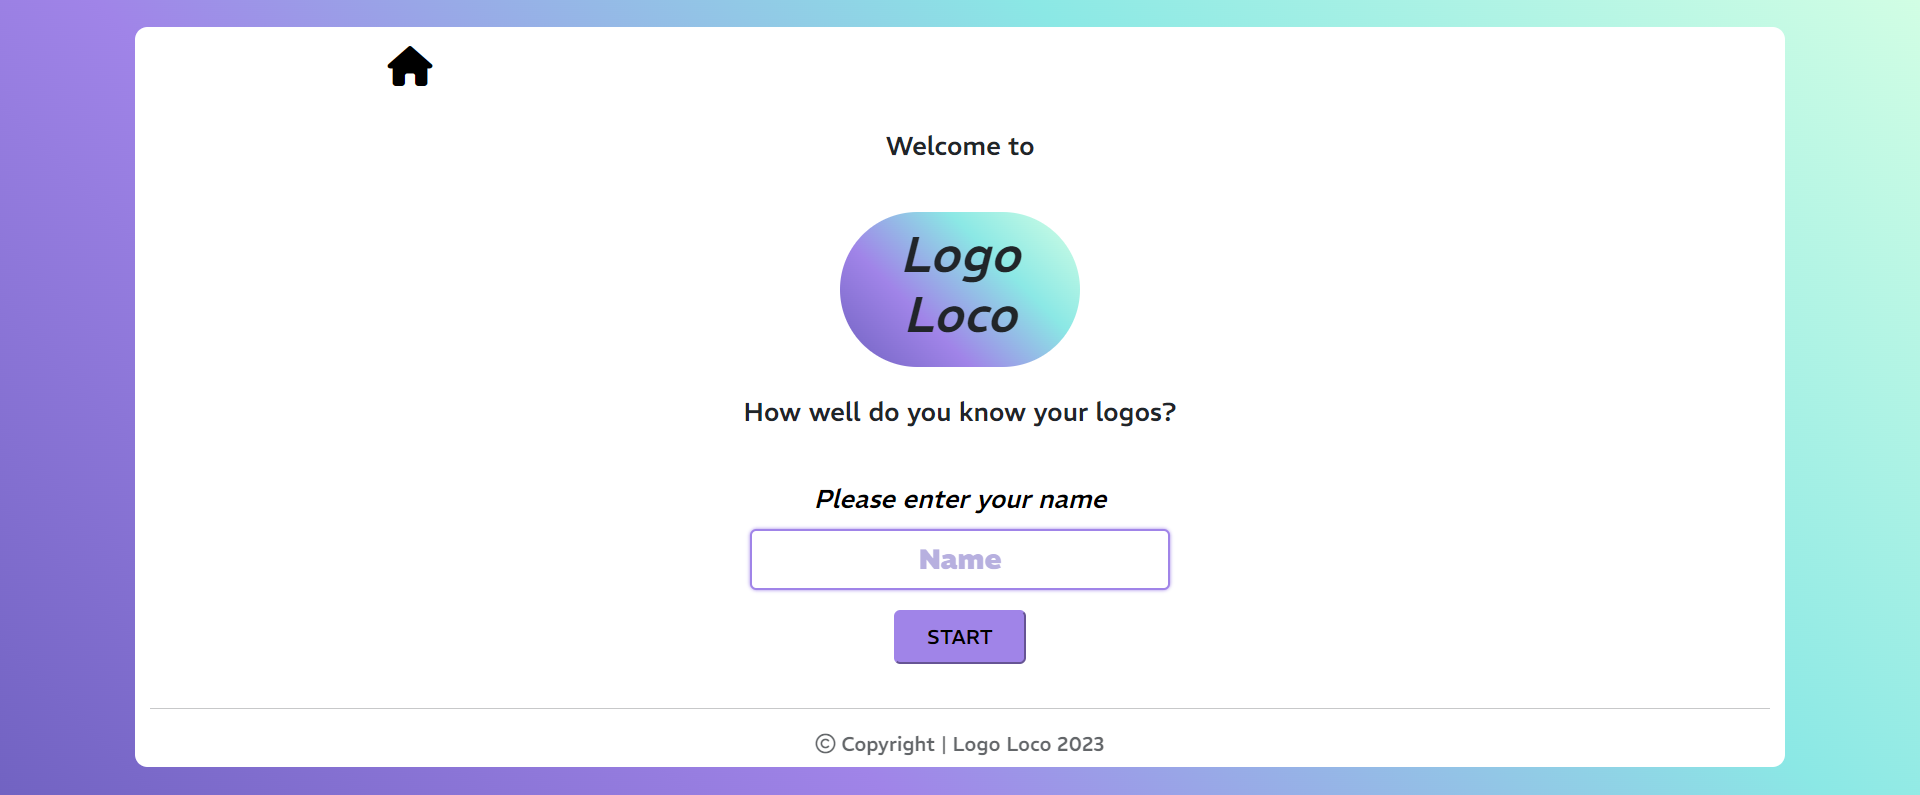 Welcome to
Logo
Loco
How well do you know your logos?
Please enter your name
Name
START
© Copyright | Logo Loco 2023